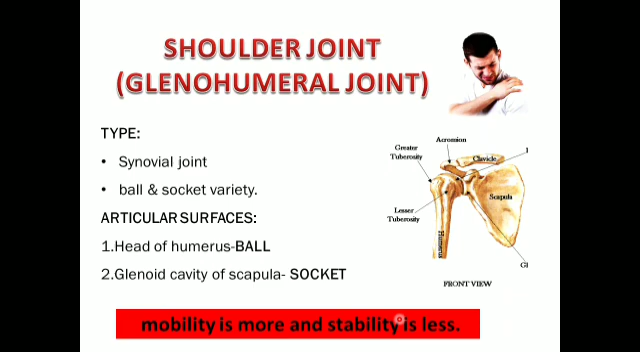 SHOULDER JOINT
(GLENOHUMERAL JOINT)
TYPE:
• Synovial joint
• ball & socket variety.
ARTICULAR SURFACES:
1.Head of humerus-BALL
2.Glenoid cavity of scapula- SOCKET
Acromion
Greater
Tuberosity
Clavicle
Scapula
Lesser
Tuberosity
Humerus
FRONT VIEW
mobility is more and stability is less.